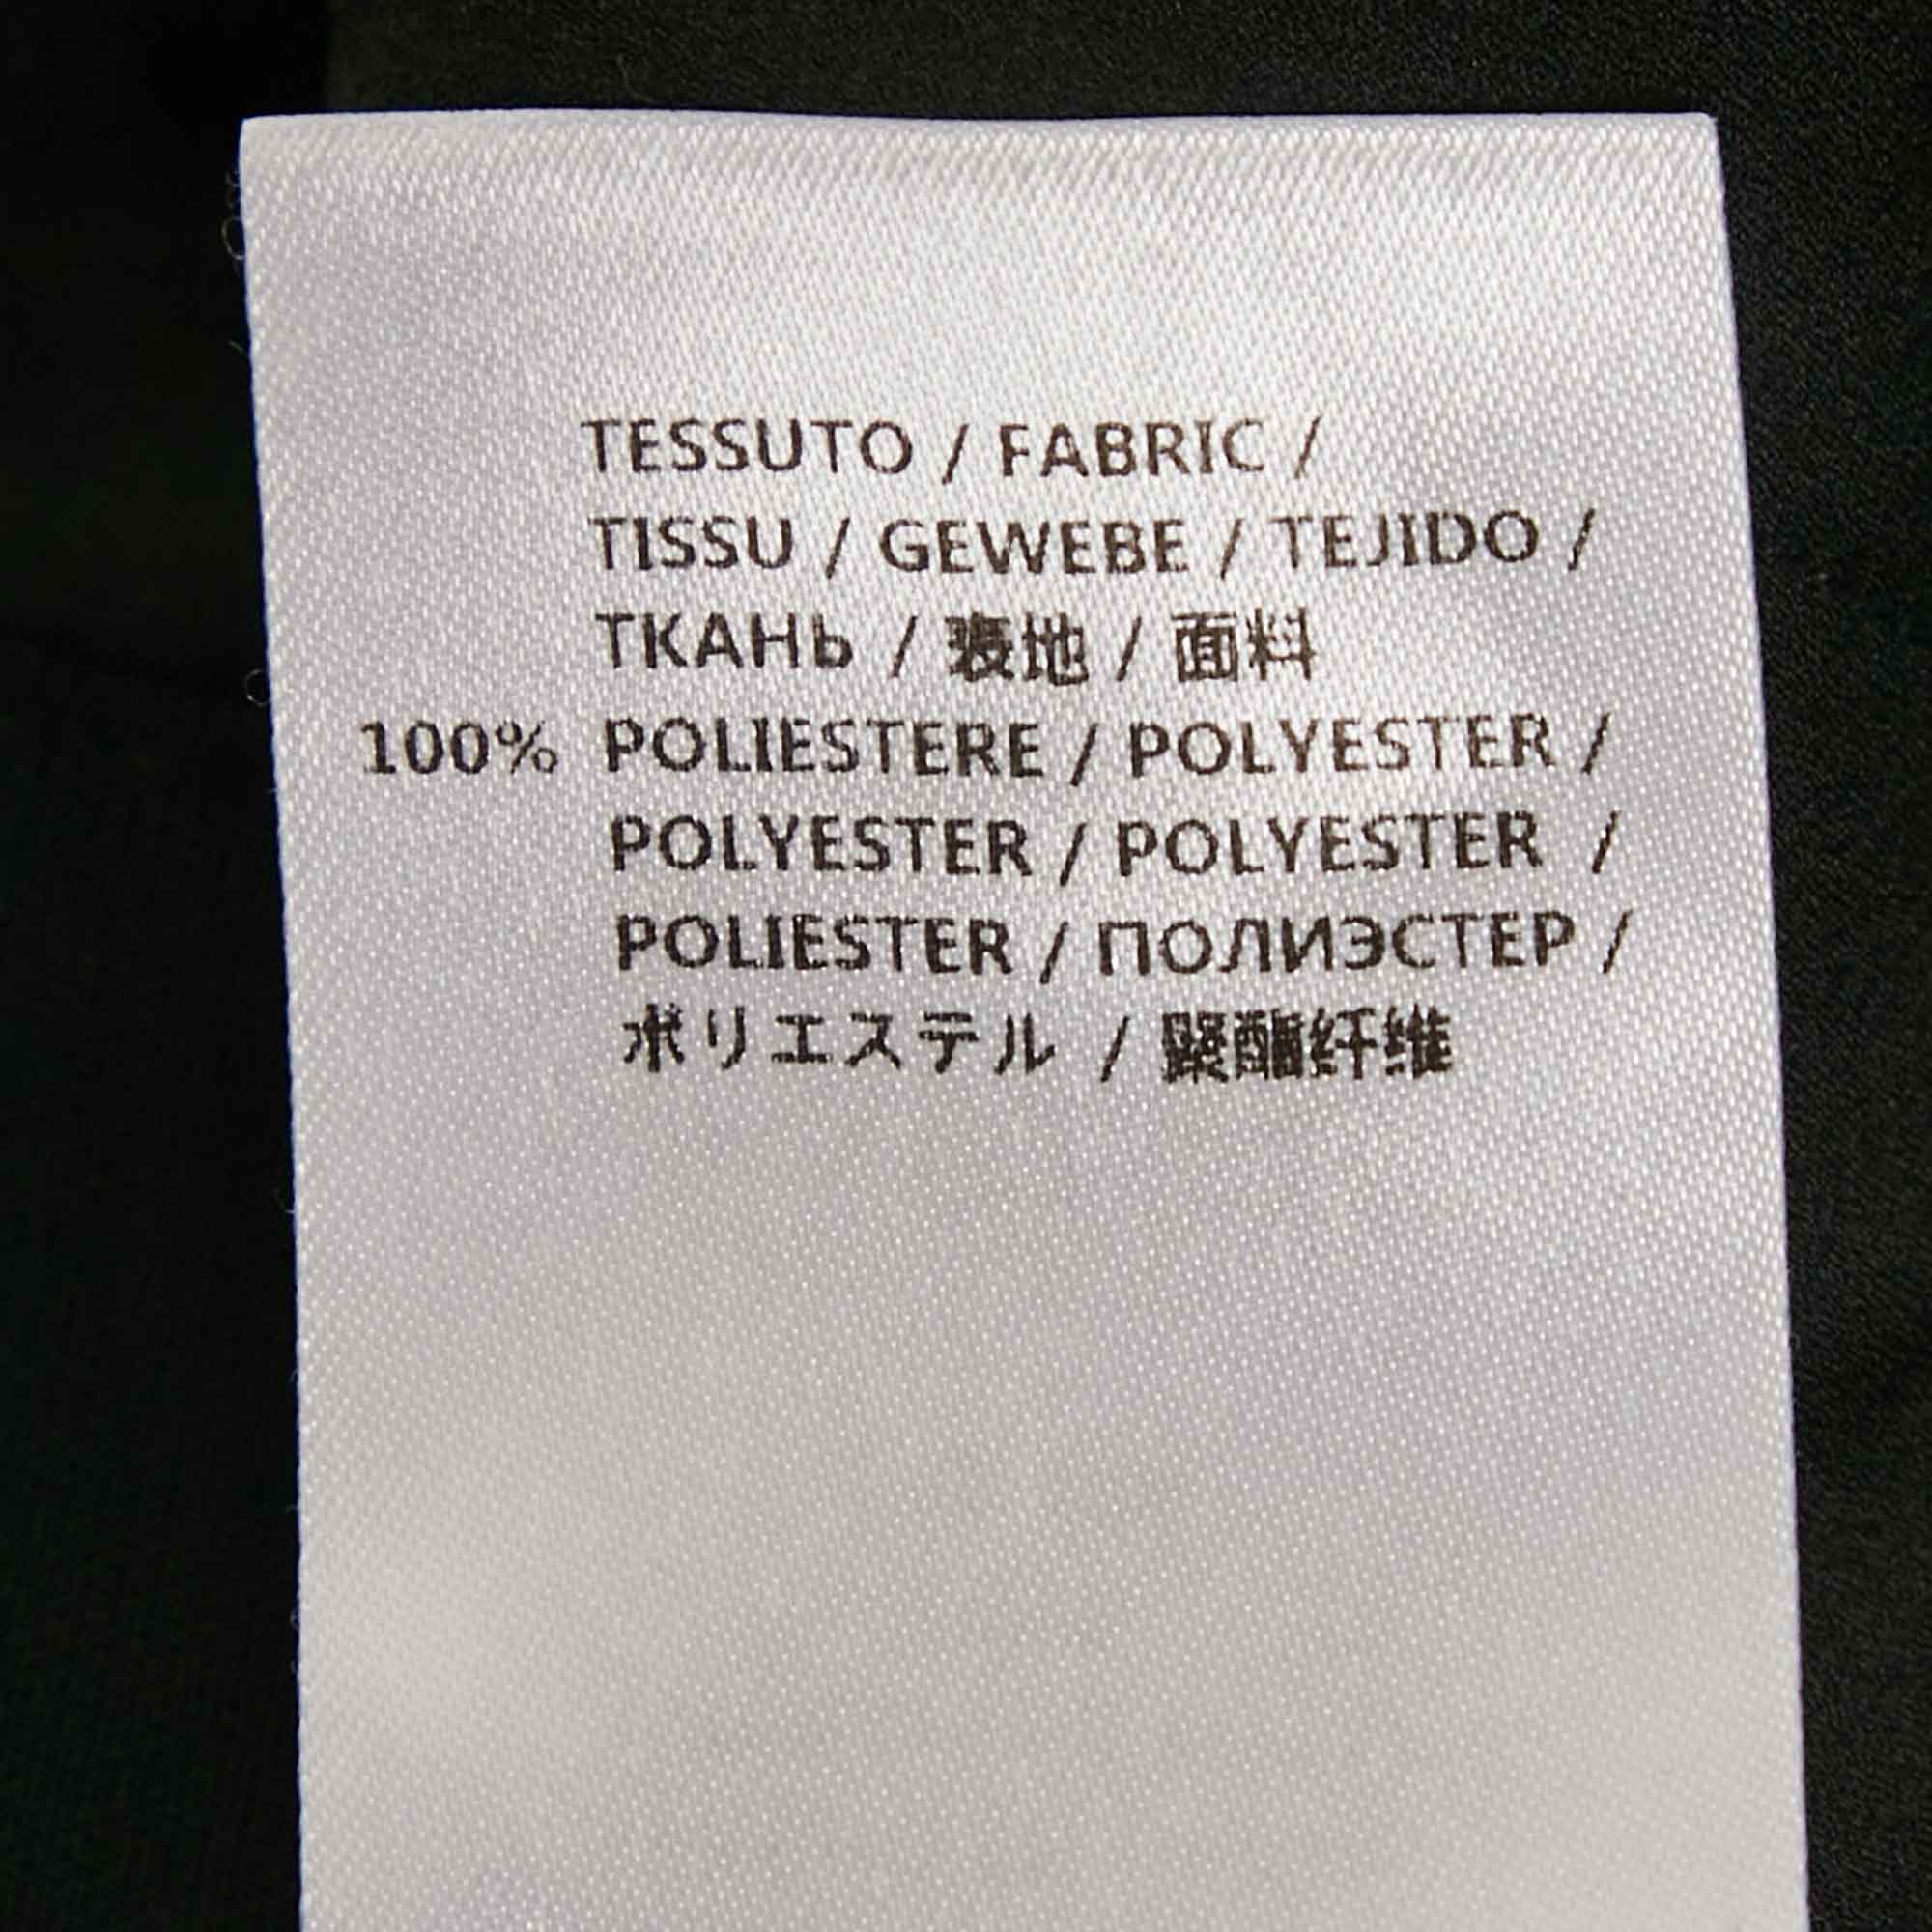 TESSUTO / FABRIC /
TISSU / GEWEBE / TEJIDO /
ТКАНЬ / 表地 / 面料
100% POLIESTERE / POLYESTER /
POLYESTER / POLYESTER /
POLIESTER / ПОЛИЭСТЕР /
ポリエステル / 聚酯纤维